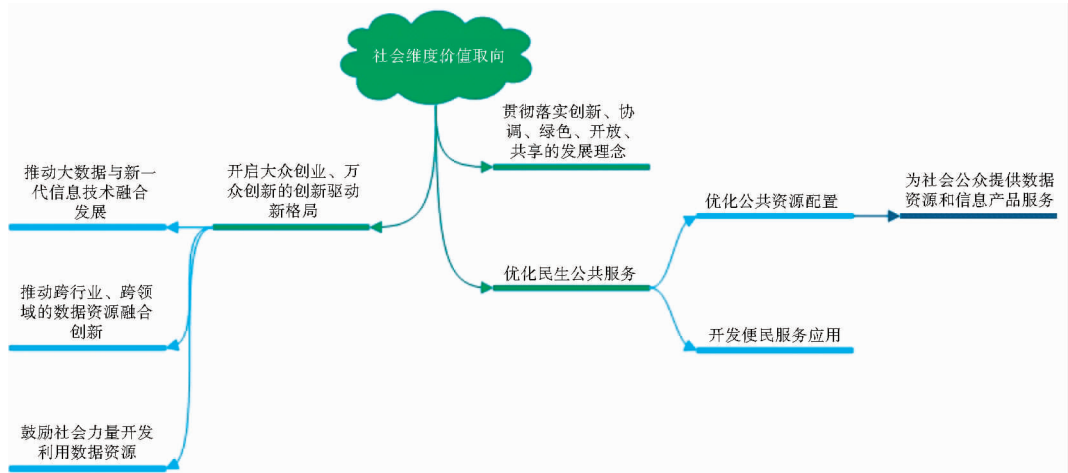 社会维度价值取向
贯彻落实创新、协
调、绿色、开放、
共享的发展理念
开启大众创业、万
众创新的创新驱动
新格局
推动大数据与新一
代信息技术融合
发展
推动跨行业、跨领
域的数据资源融合
创新
鼓励社会力量开发
利用数据资源
优化民生公共服务
优化公共资源配置
为社会公众提供数据
资源和信息产品服务
开发便民服务应用